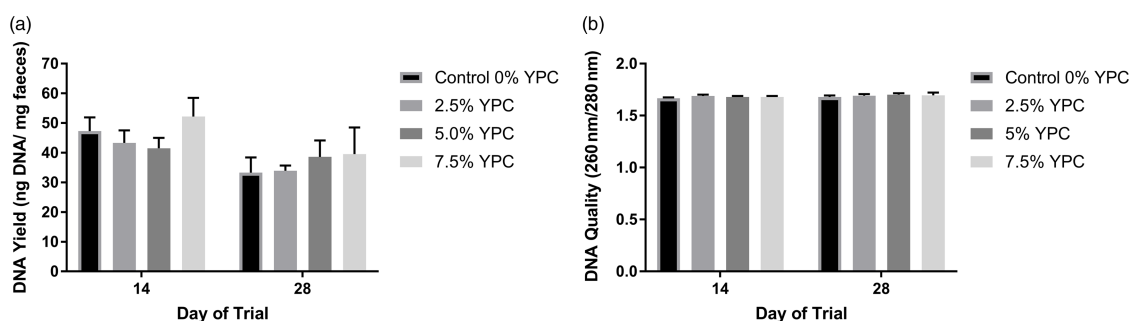 (a)
DNA Yield (ng DNA/ mg faeces)
70
60
50
40
30
20
10
0
14
28
Day of Trial
Control 0% YPC
2.5% YPC
5.0% YPC
7.5% YPC
(b)
DNA Quality (260 nm/280 nm)
2.0
1.5
1.0
0.5
0.0
14
28
Day of Trial
Control 0% YPC
2.5% YPC
5% YPC
7.5% YPC